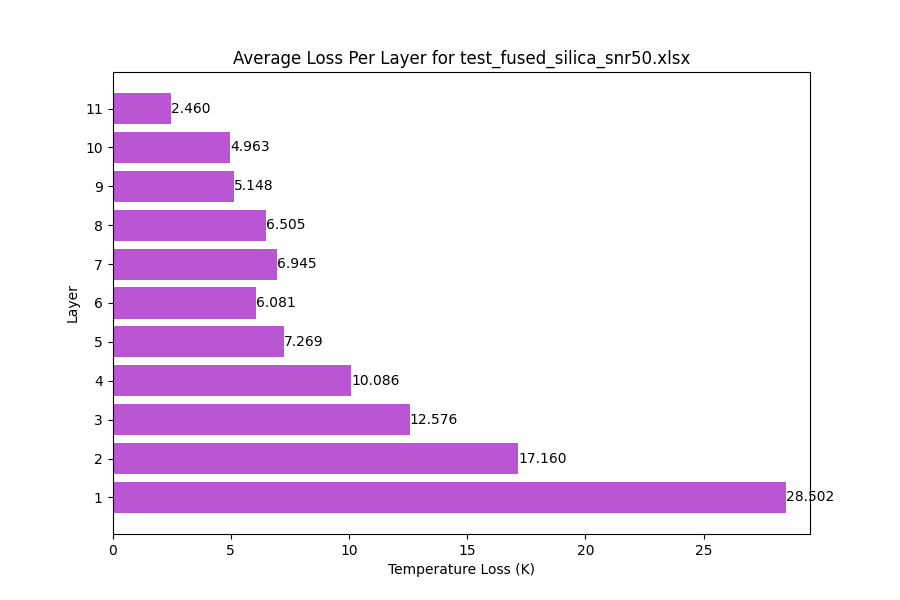 Average Loss Per Layer for test_fused_silica_snr50.xlsx
11 2.460
10 4.963
9 5.148
8 6.505
7 6.945
6 6.081
5 7.269
4 10.086
3 12.576
2 17.160
1 28.502
Layer
0 5 10 15 20 25
Temperature Loss (K)